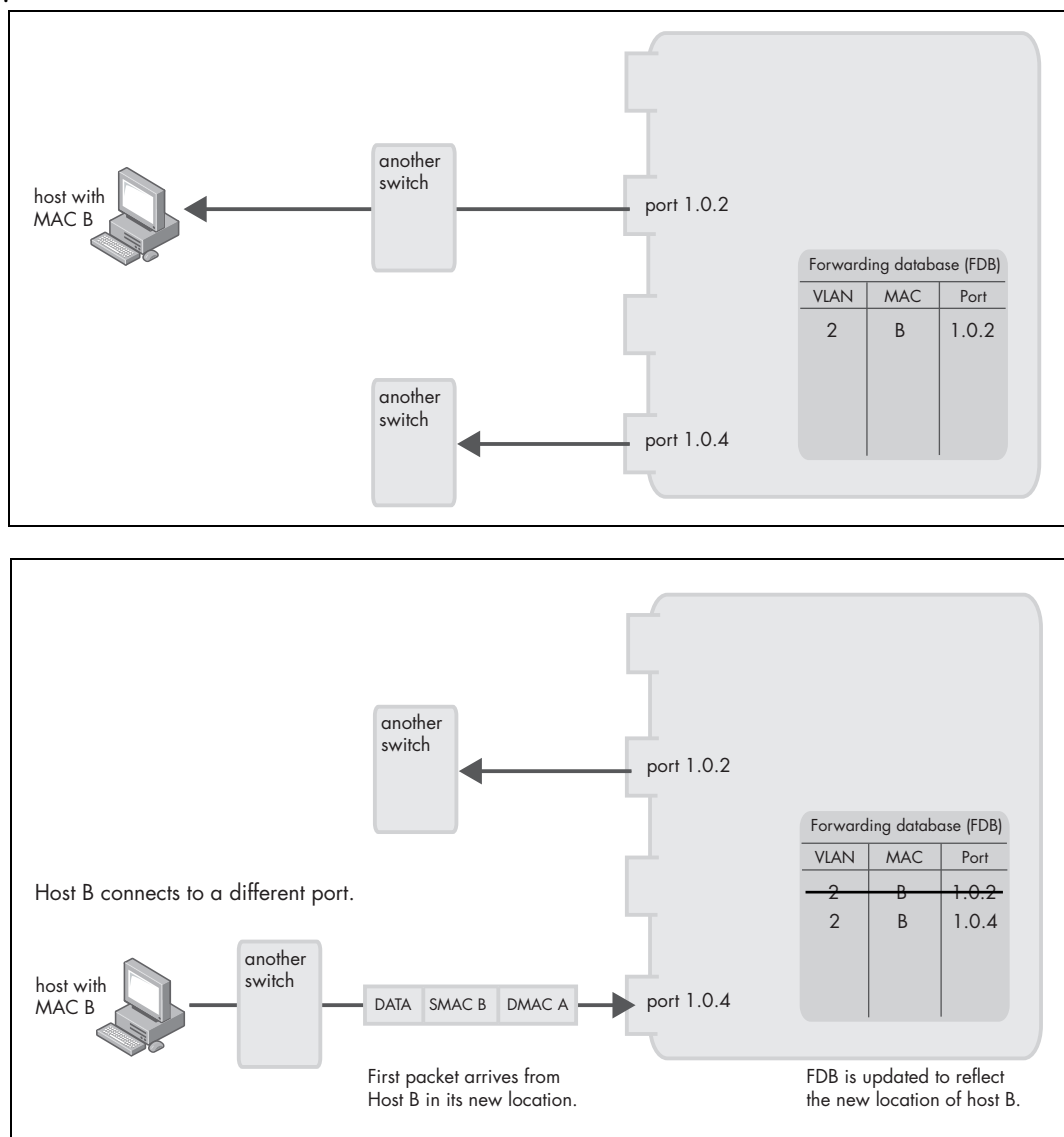 another
switch
host with
MAC B
port 1.0.2
Forwarding database (FDB)
VLAN MAC Port
2 B 1.0.2
another
switch
port 1.0.4
another
switch
port 1.0.2
Forwarding database (FDB)
VLAN MAC Port
2 B 1.0.2
2 B 1.0.4
Host B connects to a different port.
another
switch
host with
MAC B
DATA SMAC B DMAC A
port 1.0.4
First packet arrives from
Host B in its new location.
FDB is updated to reflect
the new location of host B.